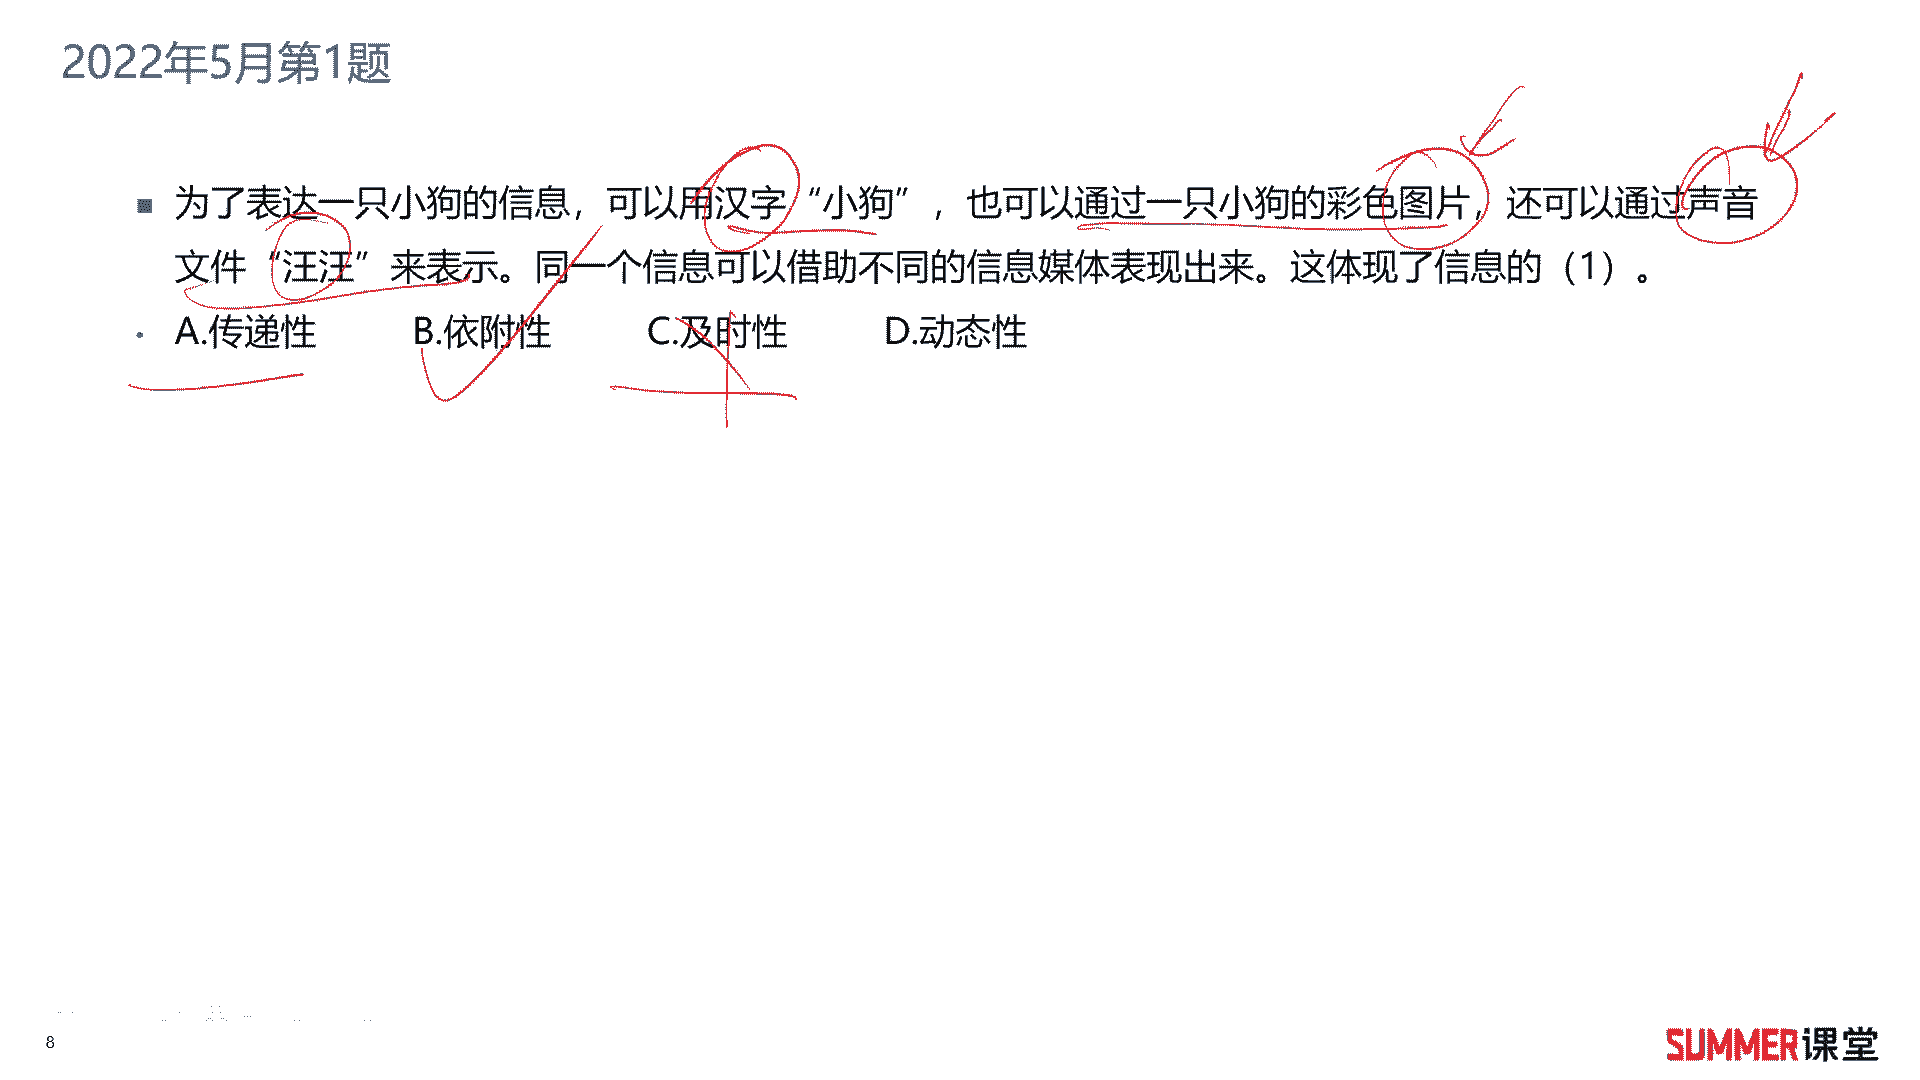 2022年5月第1题
■ 为了表达一只小狗的信息，可以用汉字“小狗”，也可以通过一只小狗的彩色图片，还可以通过声音
文件“汪汪”来表示。同一个信息可以借助不同的信息媒体表现出来。这体现了信息的（1）。
• A.传递性 B.依附性 C.及时性 D.动态性
8
SUMMER课堂